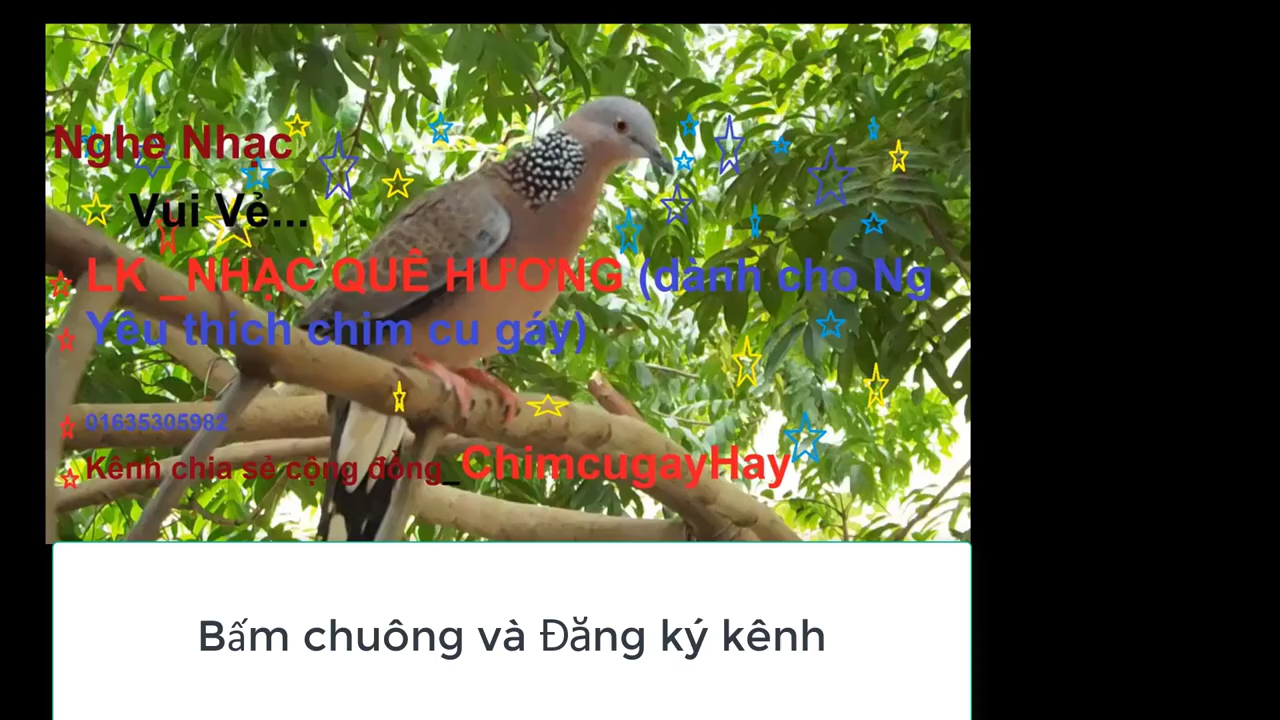 Nghe Nhạc
Vui Vẻ...
LK _NHẠC QUÊ HƯƠNG (dành cho Ng
Yêu thích chim cu gáy)
01635305982
Kênh chia sẻ cộng đồng_ChimcugayHay
Bấm chuông và Đăng ký kênh